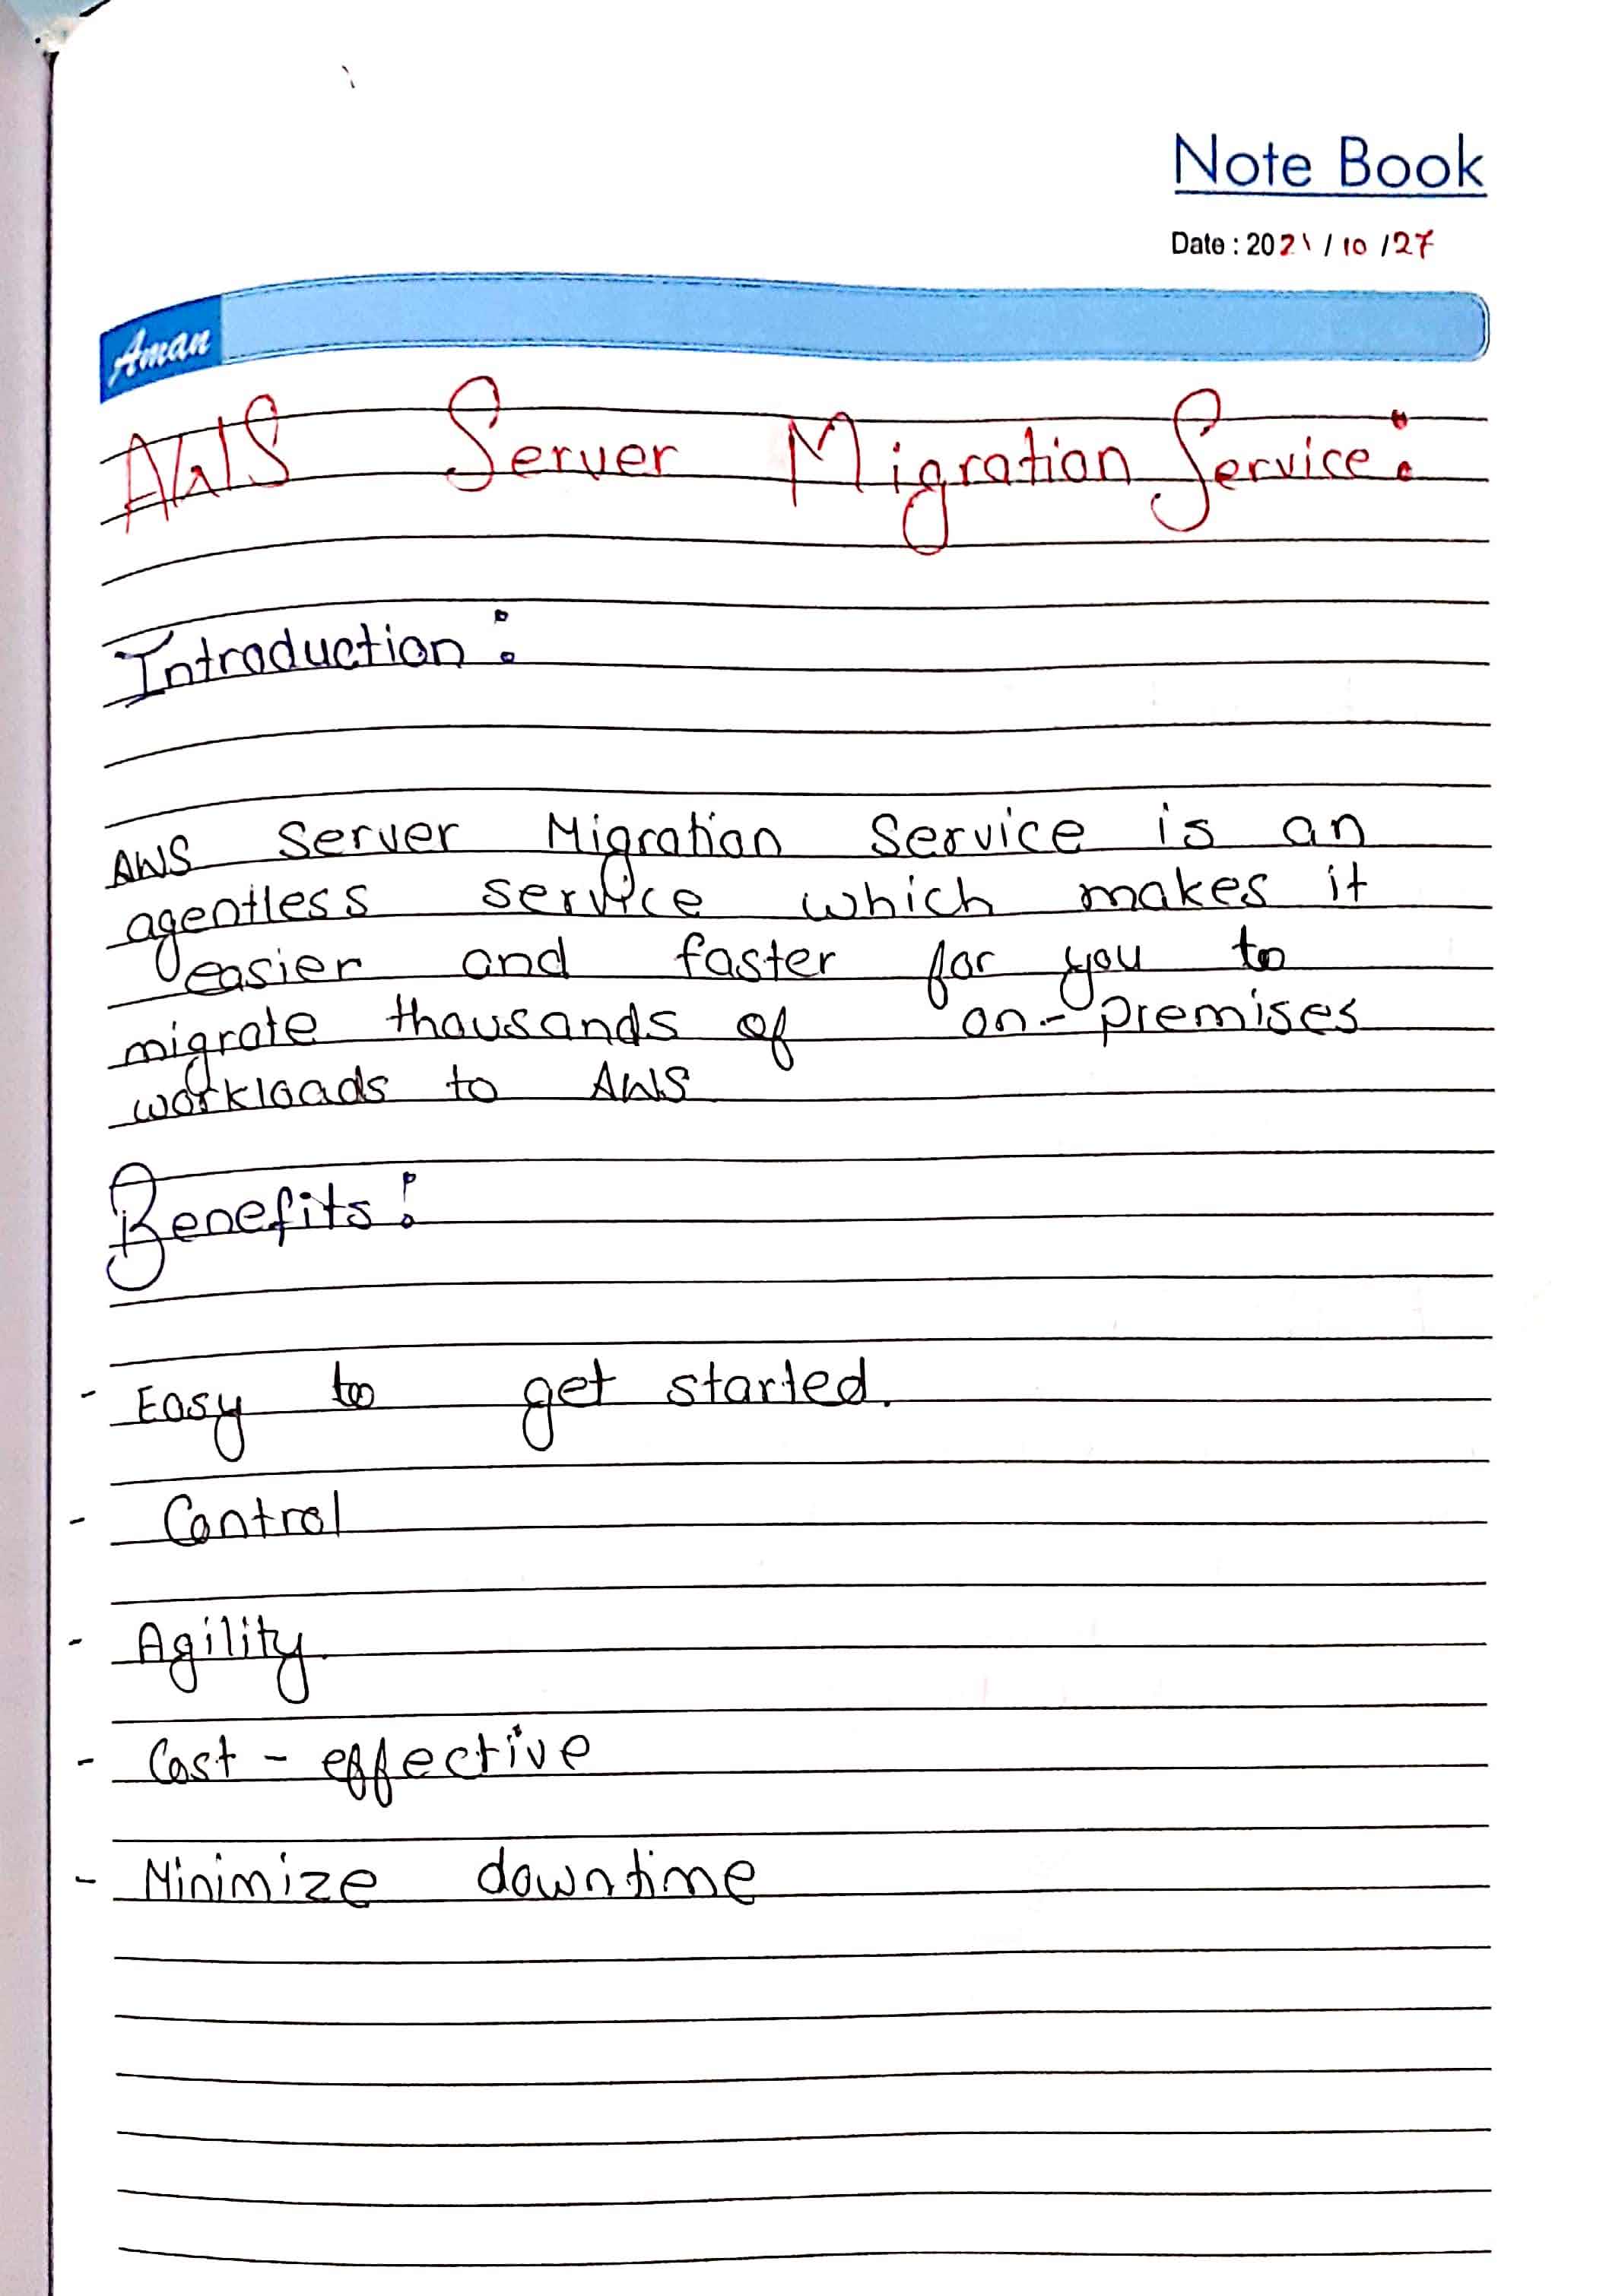 Note Book
Date : 2021 / 10 / 27
Aman
AWS Server Migration Service:
Introduction:
AWS Server Migration Service is an
agentless service which makes it
easier and faster for you to
migrate thousands of on-premises
workloads to AWS
Benefits:
- Easy to get started.
- Control
- Agility.
- Cost-effective
- Minimize downtime